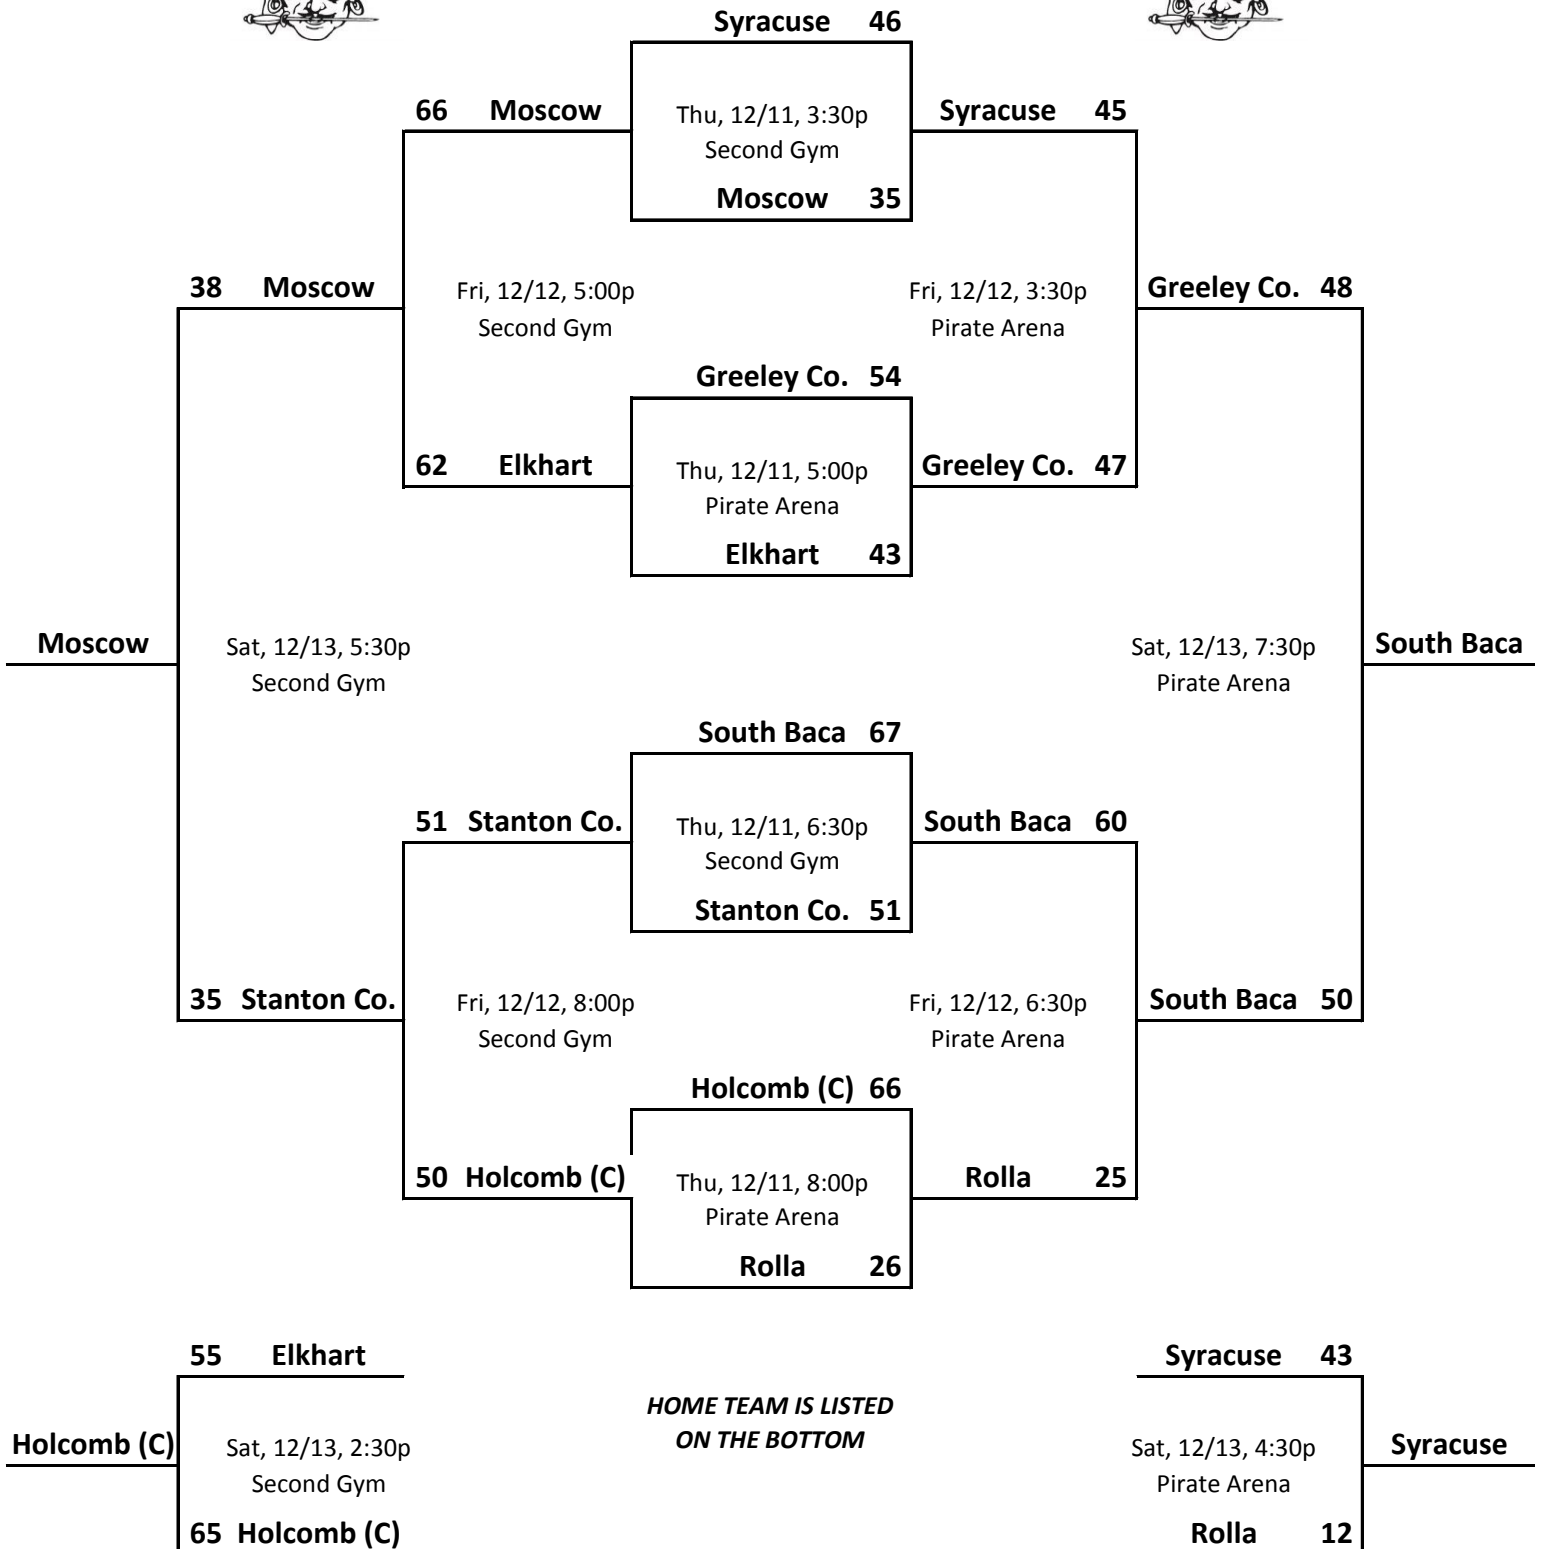 Syracuse 46
66 Moscow
Thu, 12/11, 3:30p
Second Gym
Syracuse 45
Moscow 35
38 Moscow
Fri, 12/12, 5:00p
Second Gym
Fri, 12/12, 3:30p
Pirate Arena
Greeley Co. 48
Greeley Co. 54
62 Elkhart
Thu, 12/11, 5:00p
Pirate Arena
Greeley Co. 47
Elkhart 43
Moscow
Sat, 12/13, 5:30p
Second Gym
Sat, 12/13, 7:30p
Pirate Arena
South Baca
South Baca 67
51 Stanton Co.
Thu, 12/11, 6:30p
Second Gym
South Baca 60
Stanton Co. 51
35 Stanton Co.
Fri, 12/12, 8:00p
Second Gym
Fri, 12/12, 6:30p
Pirate Arena
South Baca 50
Holcomb (C) 66
50 Holcomb (C)
Thu, 12/11, 8:00p
Pirate Arena
Rolla 25
Rolla 26
55 Elkhart
Syracuse 43
HOME TEAM IS LISTED
ON THE BOTTOM
Holcomb (C)
Sat, 12/13, 2:30p
Second Gym
Sat, 12/13, 4:30p
Pirate Arena
Syracuse
65 Holcomb (C)
Rolla 12